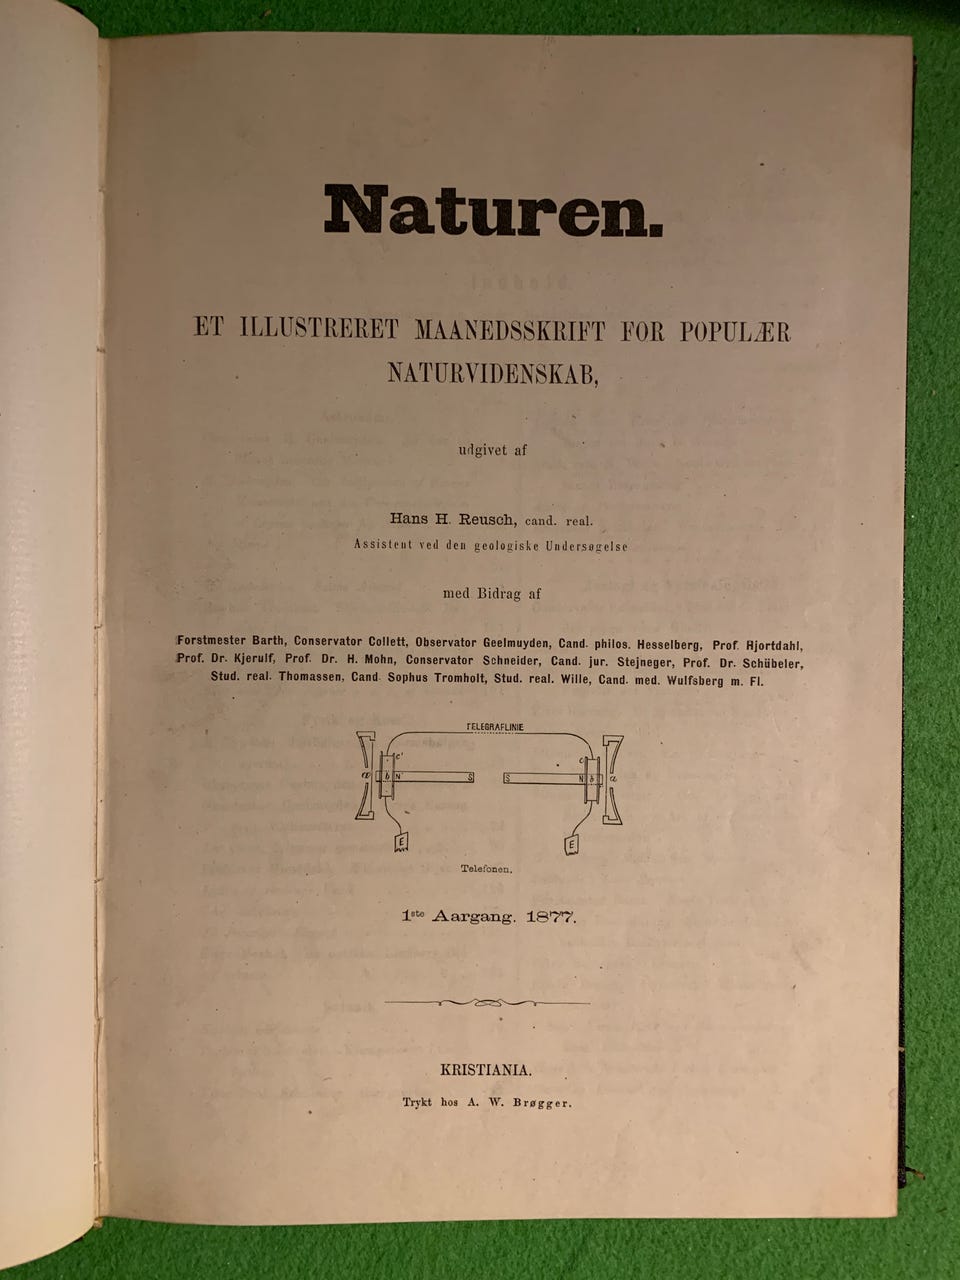 Naturen.
ET ILLUSTRERET MAANEDSSKRIFT FOR POPULÆR
NATURVIDENSKAB,
udgivet af
Hans H. Reusch, cand. real.
Assistent ved den geologiske Undersøgelse
med Bidrag af
Forstmester Barth, Conservator Collett, Observator Geelmuyden, Cand. philos. Hesselberg, Prof. Hjortdahl,
Prof. Dr. Kjerulf, Prof. Dr. H. Mohn, Conservator Schneider, Cand. jur. Stejneger, Prof. Dr. Schübeler,
Stud. real. Thomassen, Cand. Sophus Tromholt, Stud. real. Wille, Cand. med. Wulfsberg m. Fl.
TELEGRAFLINIE
c' c
a' b N S S N b a
E E
Telefonen.
1ste Aargang. 1877.
KRISTIANIA.
Trykt hos A. W. Brøgger.